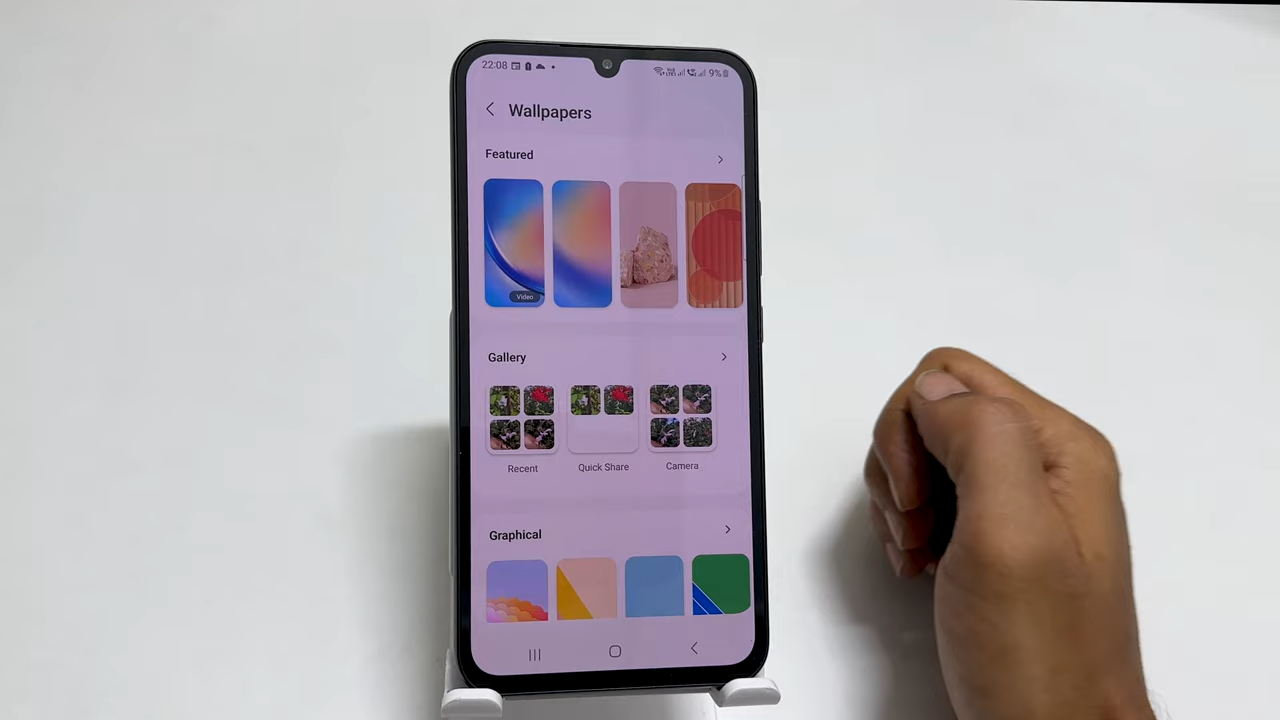 22:08 9%
Wallpapers
Featured
Video
Gallery
Recent Quick Share Camera
Graphical